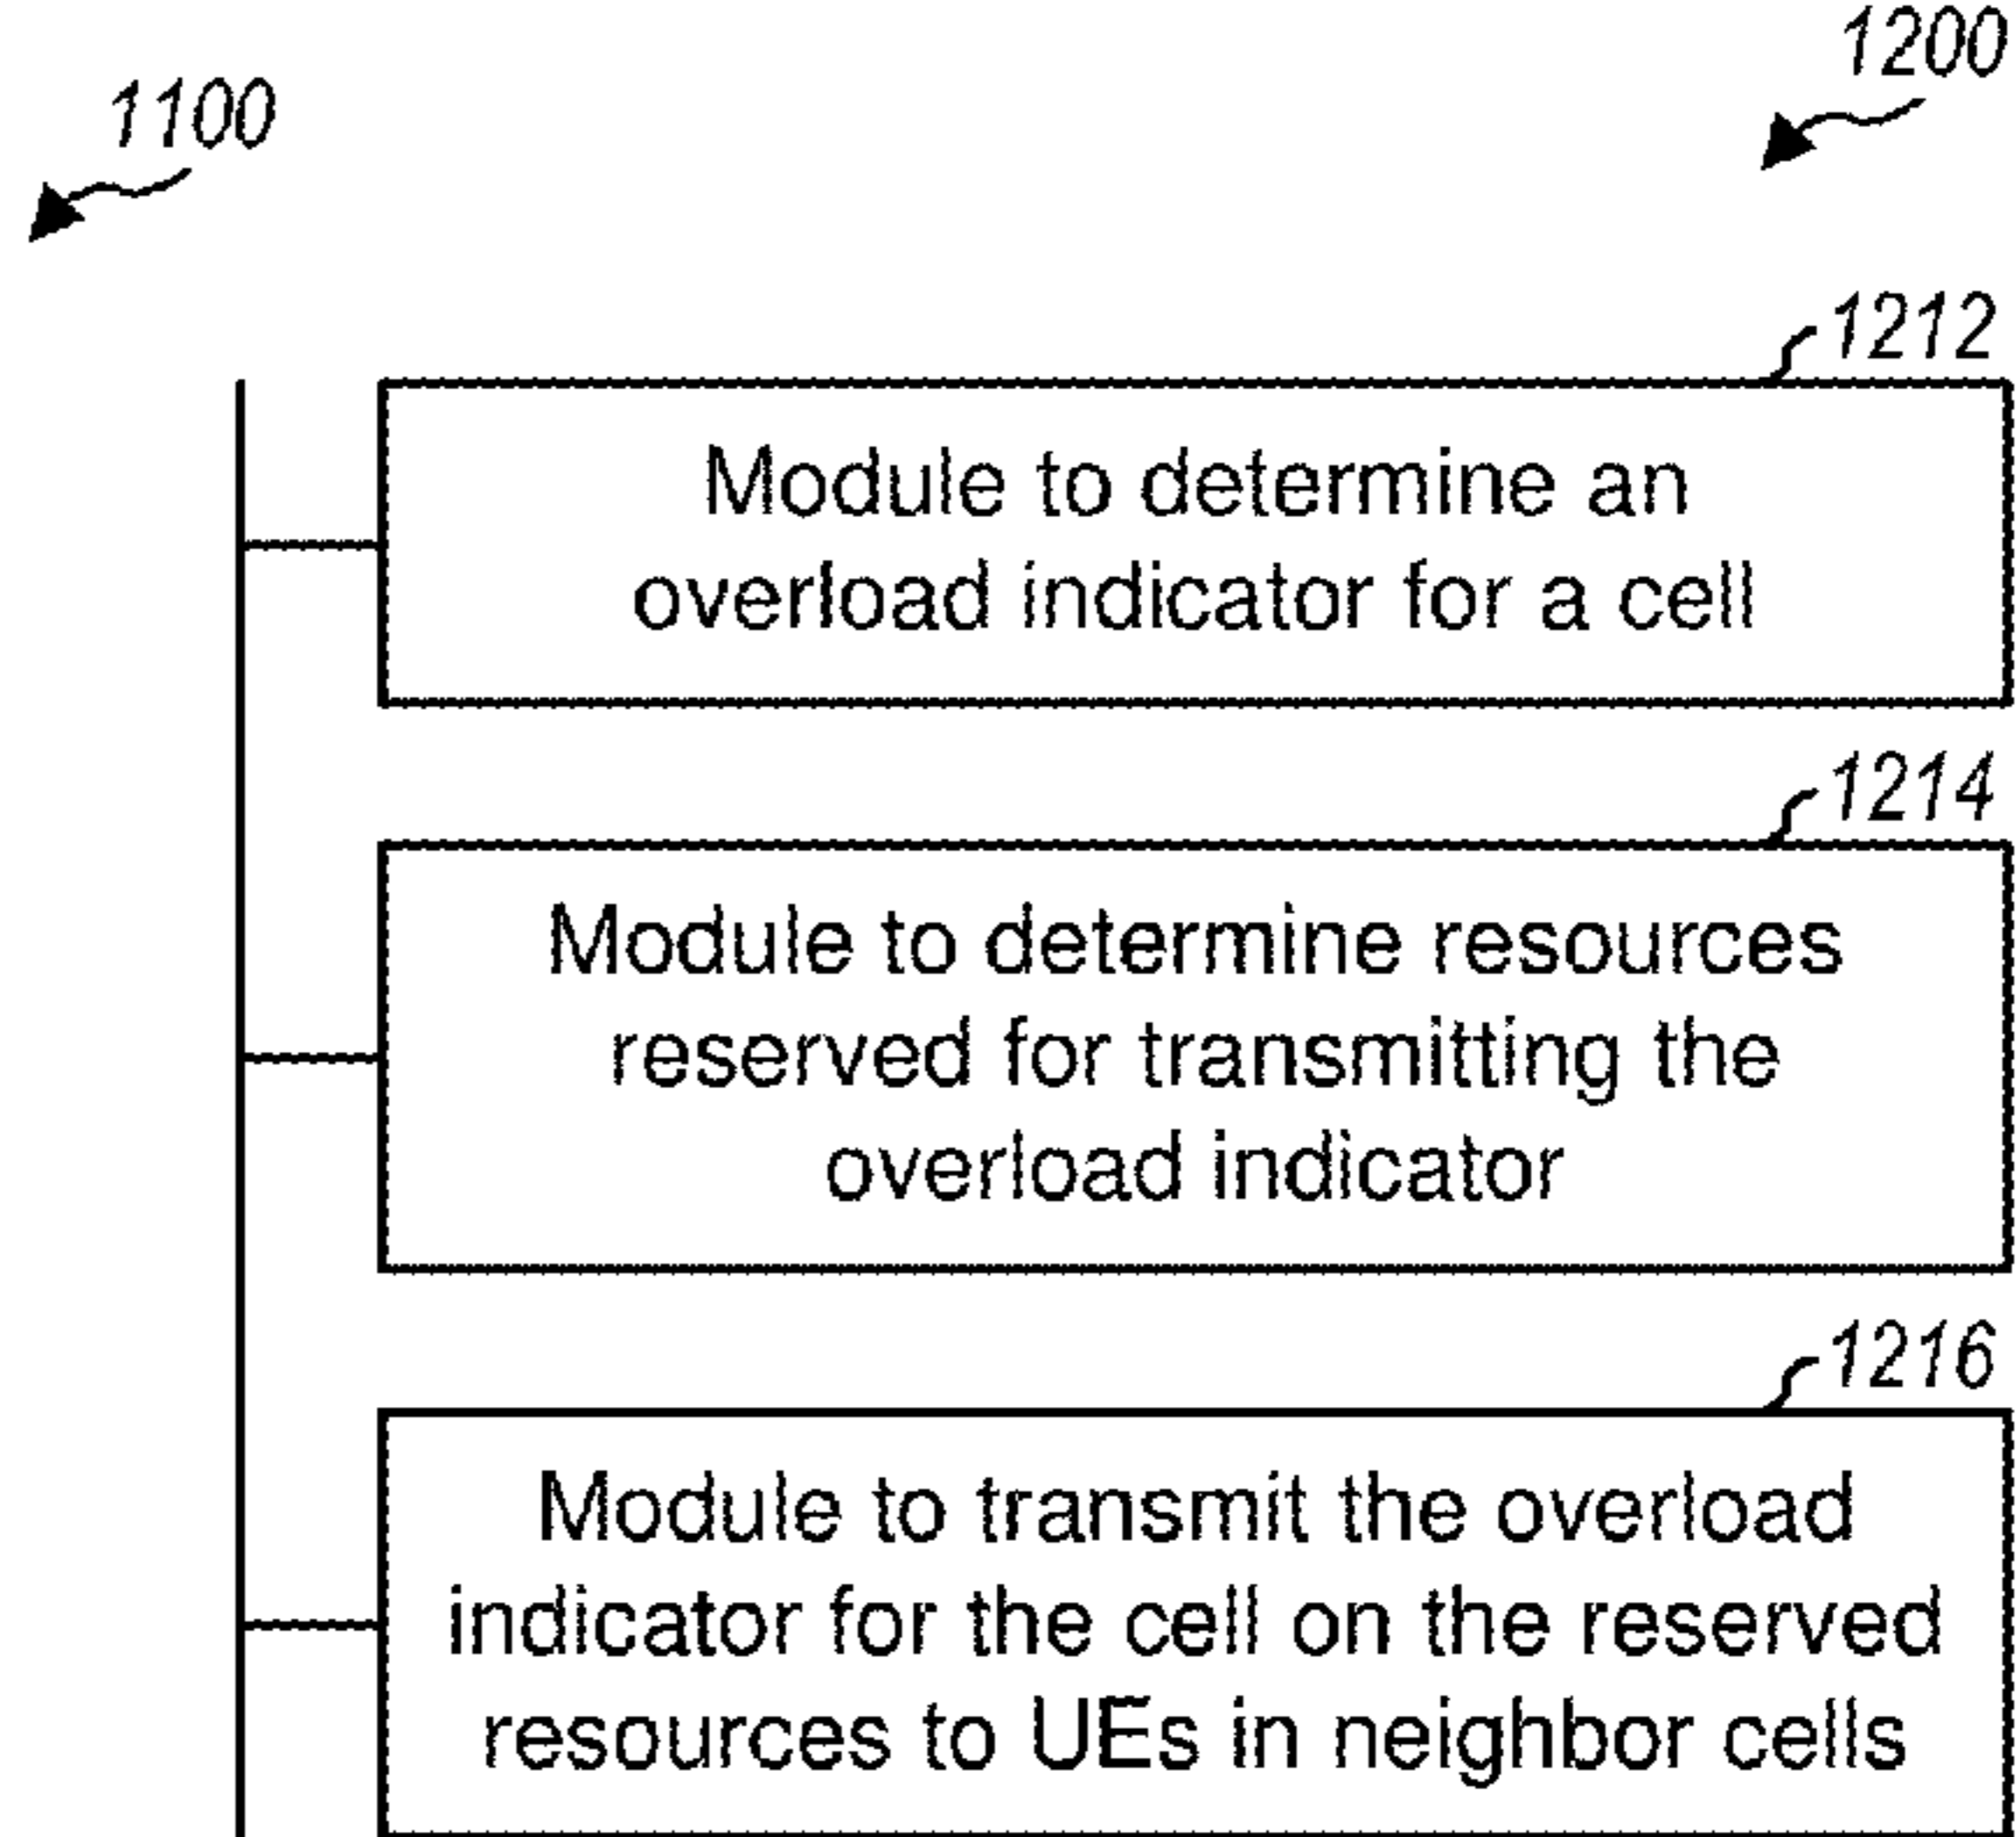 1100
1200
1212
Module to determine an
overload indicator for a cell
1214
Module to determine resources
reserved for transmitting the
overload indicator
1216
Module to transmit the overload
indicator for the cell on the reserved
resources to UEs in neighbor cells